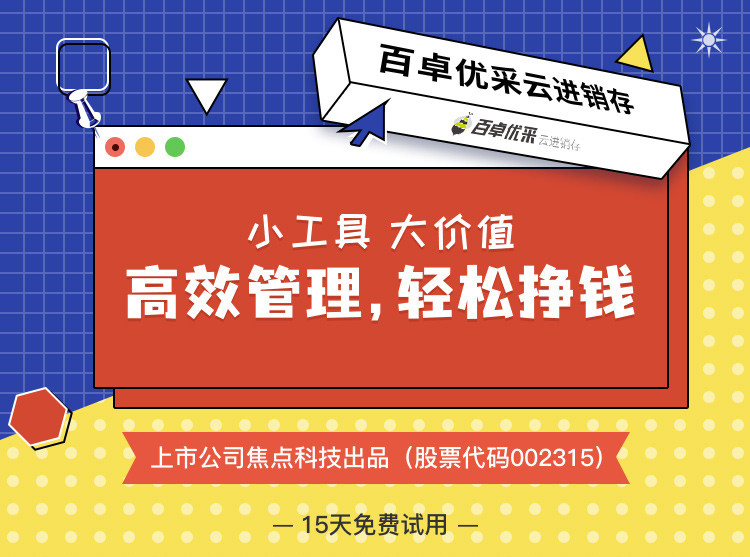 百卓优采云进销存
百卓优采 云进销存
小工具 大价值
高效管理,轻松挣钱
上市公司焦点科技出品（股票代码002315）
— 15天免费试用 —